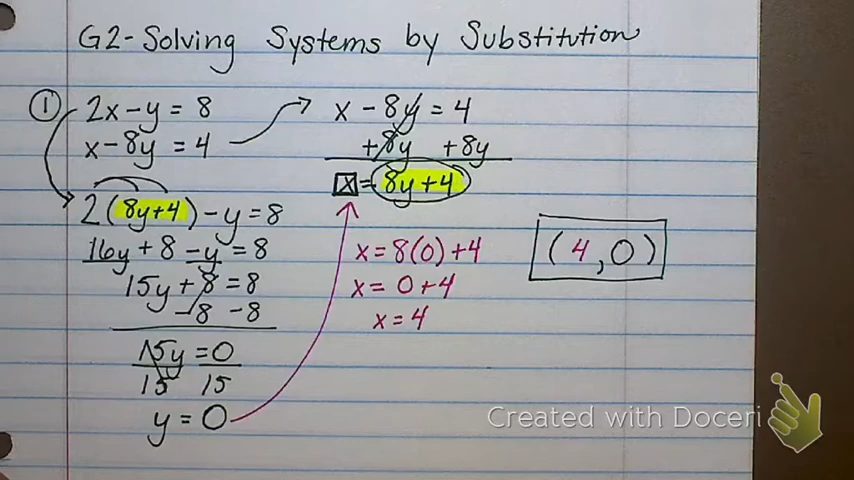 G2-Solving Systems by Substitution
① 2x - y = 8
x - 8y = 4
2(8y+4) - y = 8
16y + 8 - y = 8
15y + 8 = 8
-8 -8
15y = 0
15 15
y = 0
x - 8y = 4
+8y +8y
x = 8y + 4
x = 8(0) + 4
x = 0 + 4
x = 4
(4, 0)
Created with Doceri